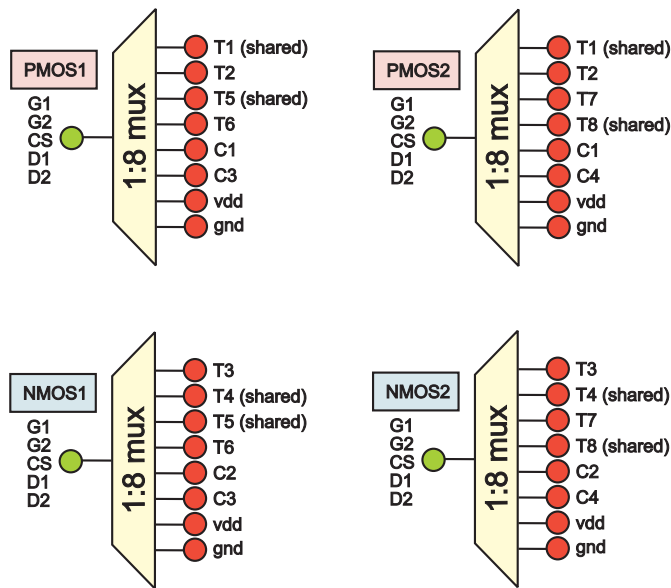 PMOS1
G1
G2
CS
D1
D2
1:8 mux
T1 (shared)
T2
T5 (shared)
T6
C1
C3
vdd
gnd
PMOS2
G1
G2
CS
D1
D2
1:8 mux
T1 (shared)
T2
T7
T8 (shared)
C1
C4
vdd
gnd
NMOS1
G1
G2
CS
D1
D2
1:8 mux
T3
T4 (shared)
T5 (shared)
T6
C2
C3
vdd
gnd
NMOS2
G1
G2
CS
D1
D2
1:8 mux
T3
T4 (shared)
T7
T8 (shared)
C2
C4
vdd
gnd